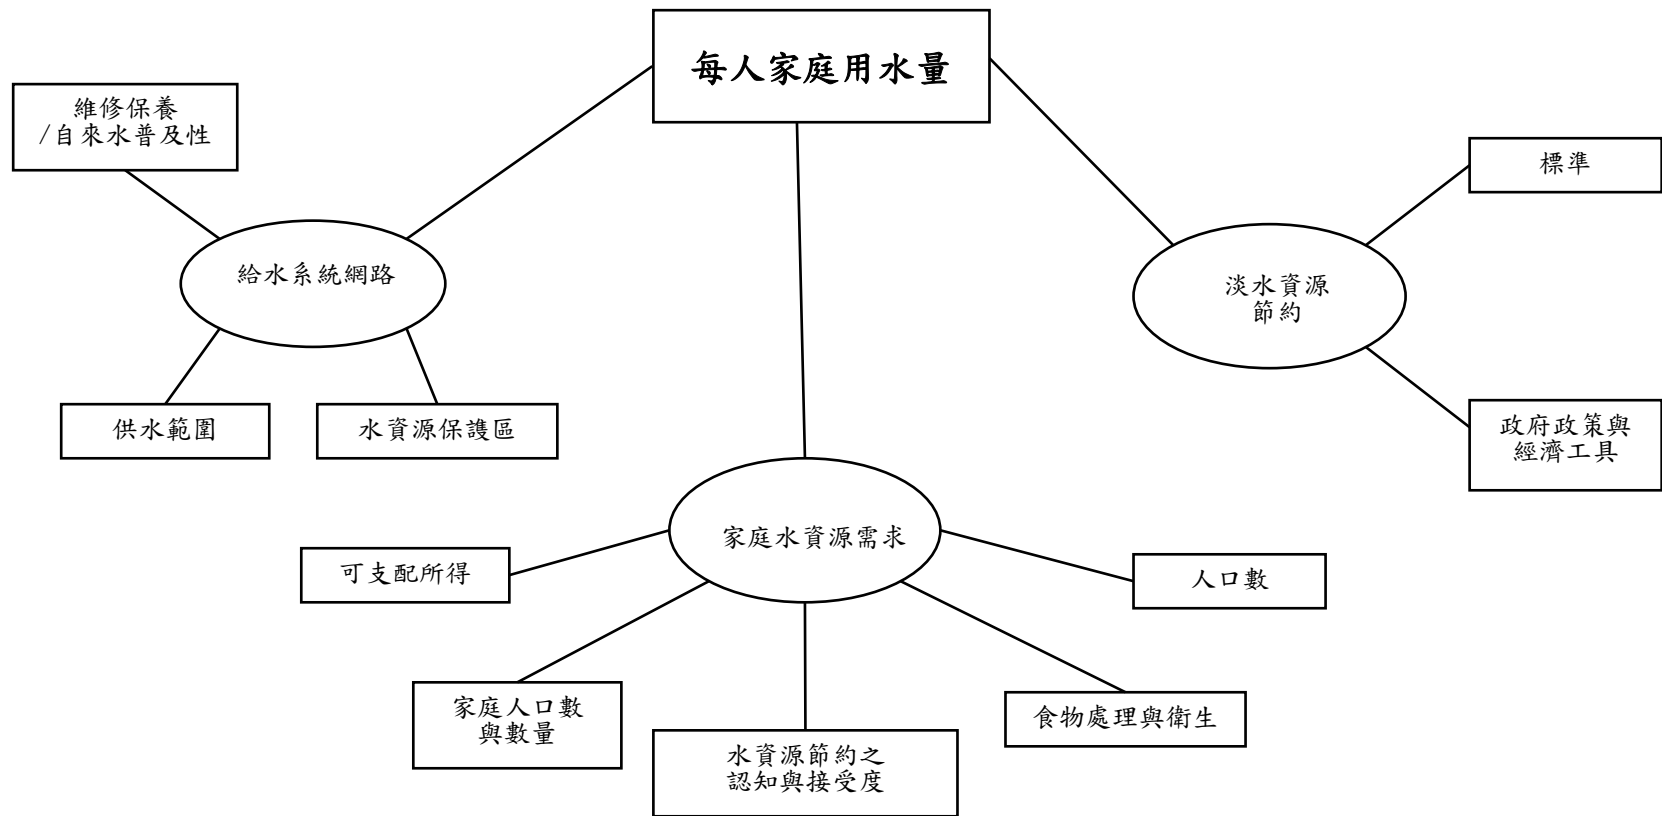 每人家庭用水量
維修保養
/自來水普及性
標準
給水系統網路
淡水資源
節約
供水範圍
水資源保護區
政府政策與
經濟工具
家庭水資源需求
可支配所得
人口數
家庭人口數
與數量
食物處理與衛生
水資源節約之
認知與接受度